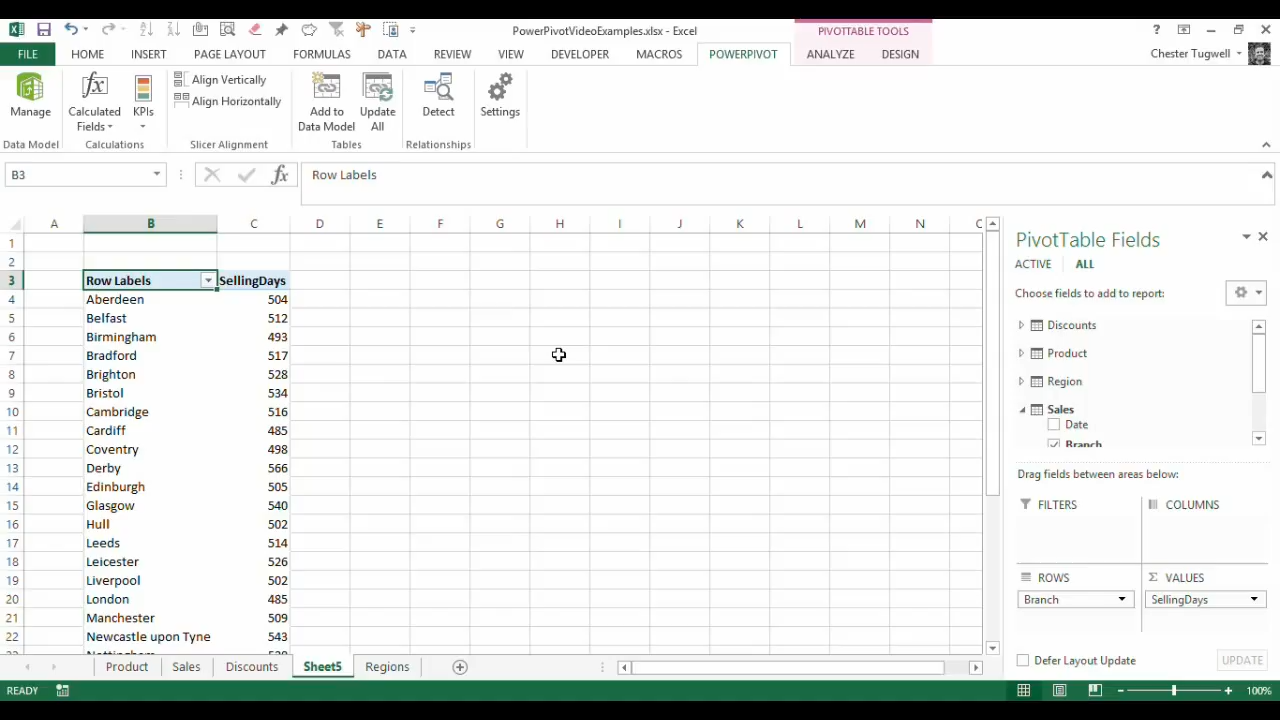 PowerPivotVideoExamples.xlsx - Excel
PIVOTTABLE TOOLS
?
FILE HOME INSERT PAGE LAYOUT FORMULAS DATA REVIEW VIEW DEVELOPER MACROS POWERPIVOT ANALYZE DESIGN Chester Tugwell
Manage
Calculated Fields
KPIs
Align Vertically
Align Horizontally
Add to Data Model
Update All
Detect
Settings
Data Model Calculations Slicer Alignment Tables Relationships
B3 fx Row Labels
A B C D E F G H I J K L M N
1
2
3 Row Labels SellingDays
4 Aberdeen 504
5 Belfast 512
6 Birmingham 493
7 Bradford 517
8 Brighton 528
9 Bristol 534
10 Cambridge 516
11 Cardiff 485
12 Coventry 498
13 Derby 566
14 Edinburgh 505
15 Glasgow 540
16 Hull 502
17 Leeds 514
18 Leicester 526
19 Liverpool 502
20 London 485
21 Manchester 509
22 Newcastle upon Tyne 543
PivotTable Fields
ACTIVE ALL
Choose fields to add to report:
Discounts
Product
Region
Sales
Date
Branch
Drag fields between areas below:
FILTERS COLUMNS
ROWS Σ VALUES
Branch SellingDays
Defer Layout Update UPDATE
Product Sales Discounts Sheet5 Regions
READY 100%